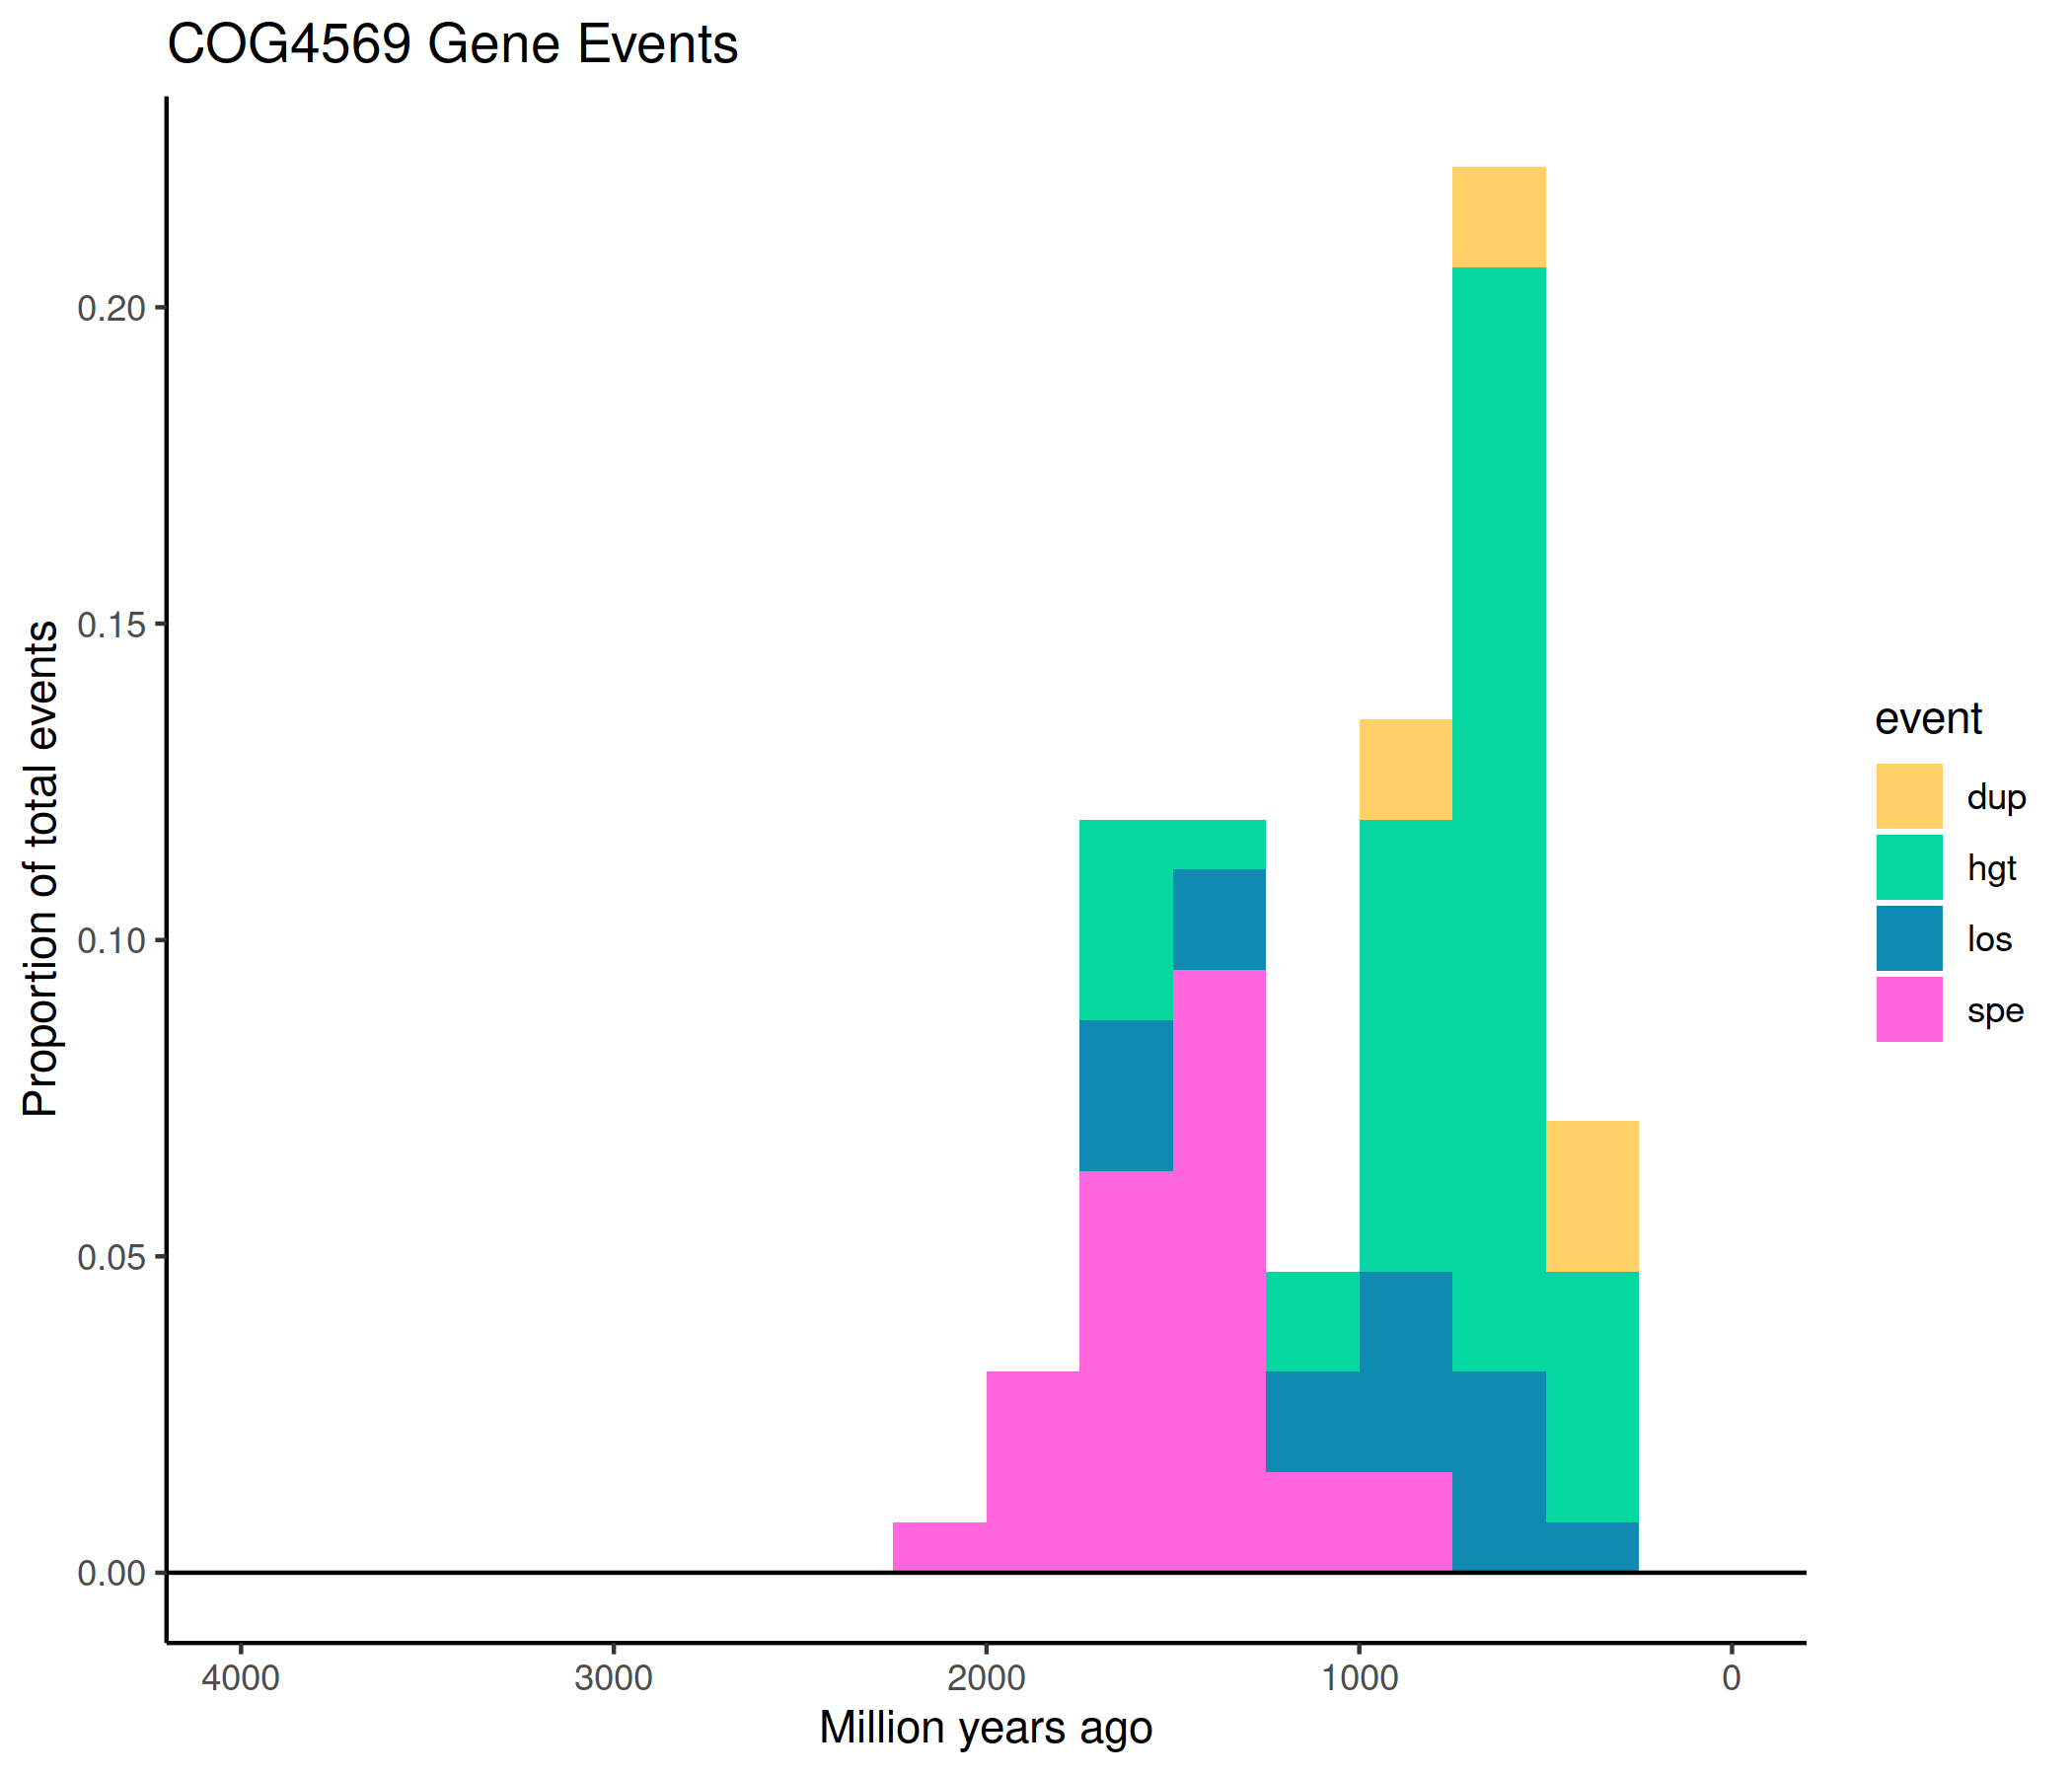 COG4569 Gene Events
Proportion of total events
0.20
0.15
0.10
0.05
0.00
4000 3000 2000 1000 0
Million years ago
event
dup
hgt
los
spe